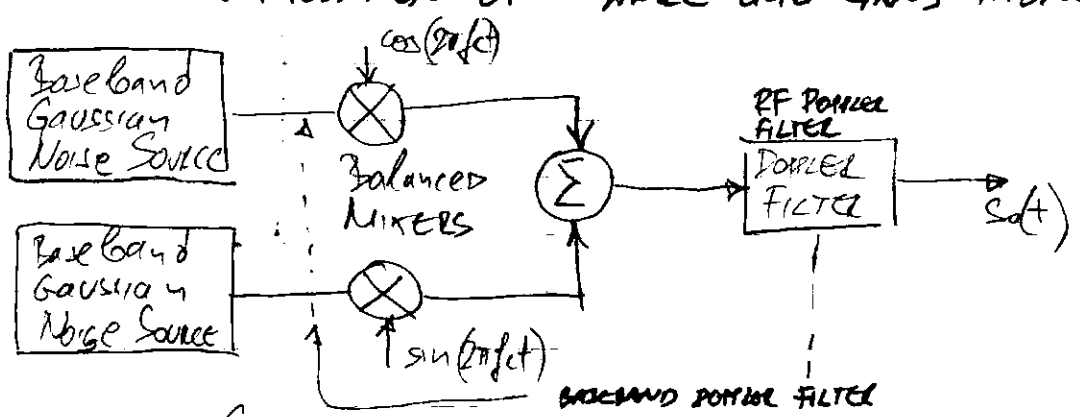 cos(2πfct)
Baseband
Gaussian
Noise Source
Balanced
MIXERS
Σ
RF DOPPLER
FILTER
DOPPLER
FILTER
So(t)
Baseband
Gaussian
Noise Source
sin(2πfct)
BASEBAND DOPPLER FILTER